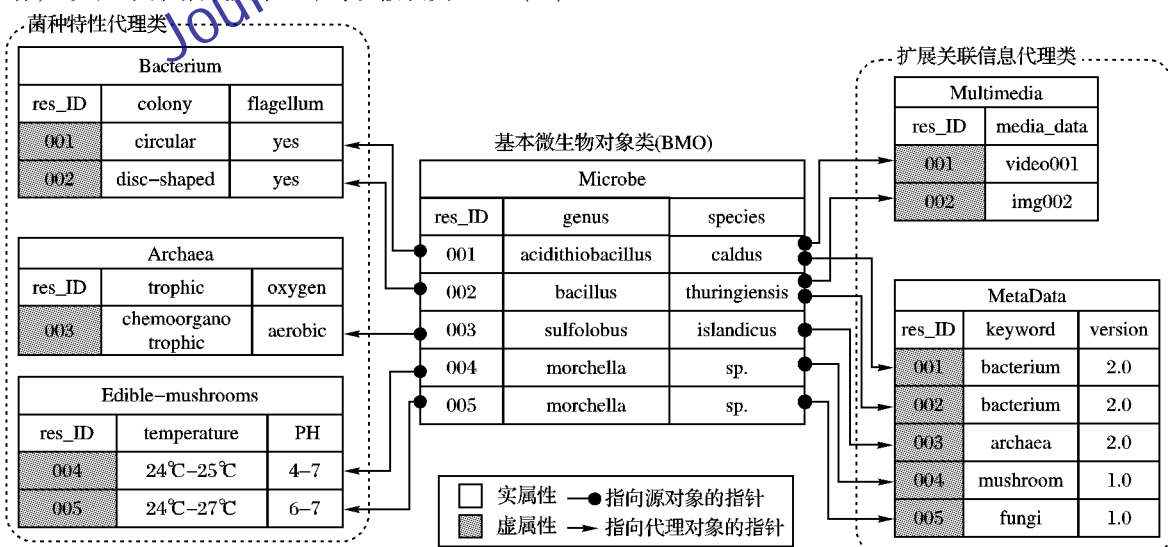 菌种特性代理类
Bacterium
res_ID colony flagellum
001 circular yes
002 disc-shaped yes
Archaea
res_ID trophic oxygen
003 chemoorgano
trophic aerobic
Edible-mushrooms
res_ID temperature PH
004 24℃-25℃ 4-7
005 24℃-27℃ 6-7
基本微生物对象类(BMO)
Microbe
res_ID genus species
001 acidithiobacillus caldus
002 bacillus thuringiensis
003 sulfolobus islandicus
004 morchella sp.
005 morchella sp.
实属性 指向源对象的指针
虚属性 指向代理对象的指针
扩展关联信息代理类
Multimedia
res_ID media_data
001 video001
002 img002
MetaData
res_ID keyword version
001 bacterium 2.0
002 bacterium 2.0
003 archaea 2.0
004 mushroom 1.0
005 fungi 1.0